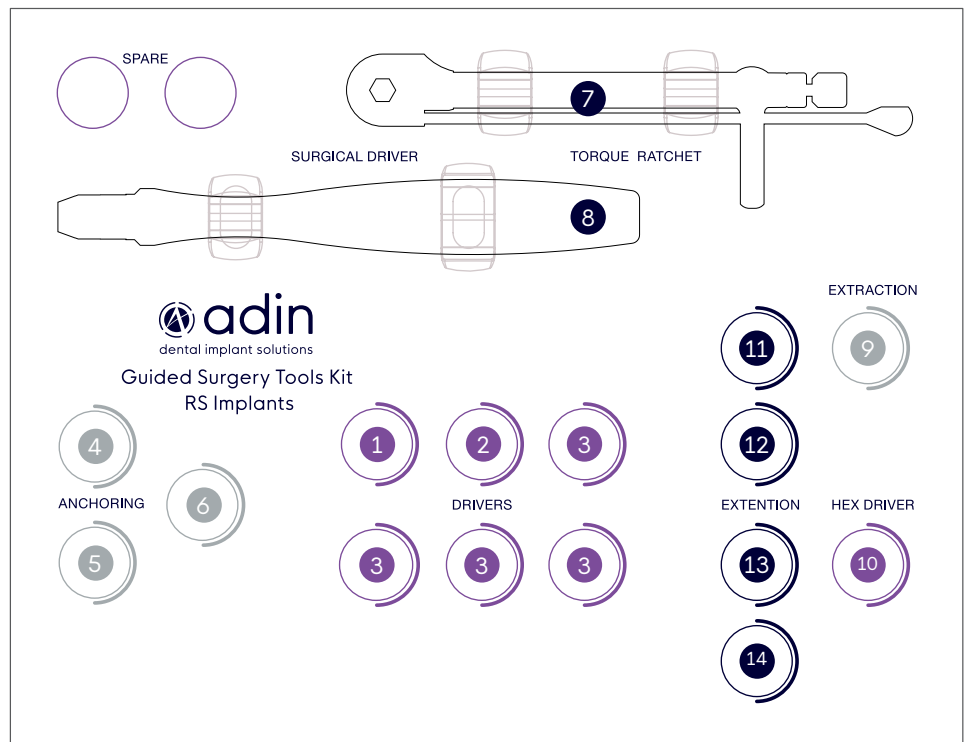 SPARE
7
SURGICAL DRIVER
TORQUE RATCHET
8
adin
dental implant solutions
Guided Surgery Tools Kit
RS Implants
EXTRACTION
11
9
4
1
2
3
12
ANCHORING
6
DRIVERS
EXTENTION
HEX DRIVER
5
3
3
3
13
10
14